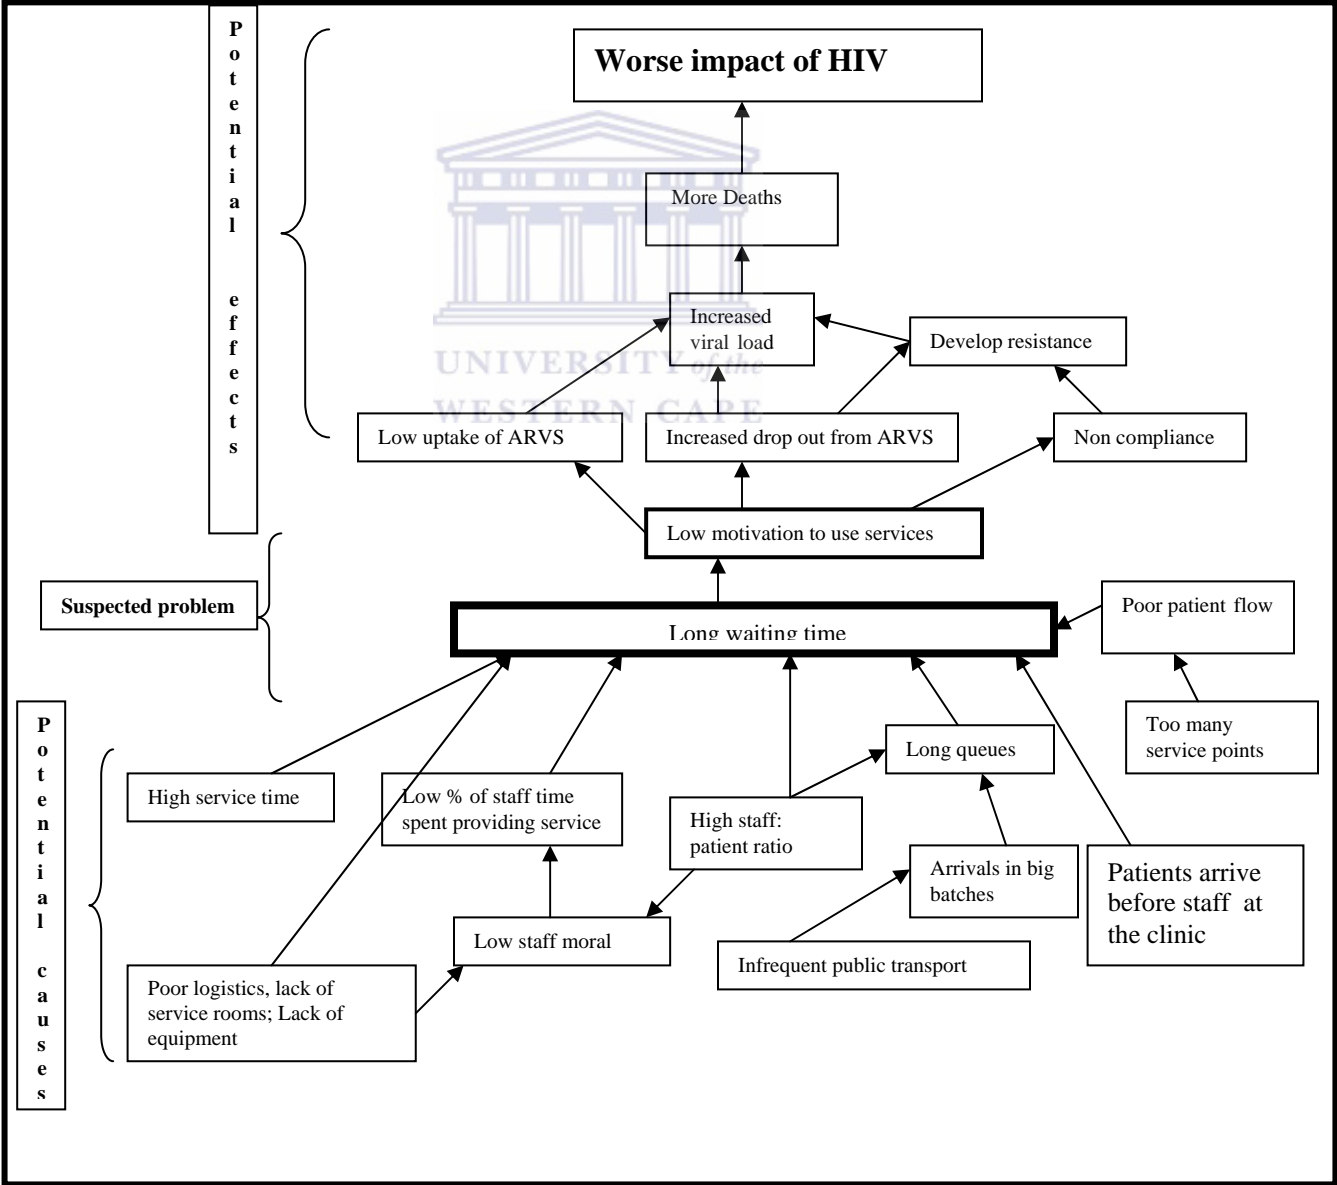 Potential effects
Worse impact of HIV
More Deaths
Increased
viral load
Develop resistance
UNIVERSITY of the
WESTERN CAPE
Low uptake of ARVS
Increased drop out from ARVS
Non compliance
Low motivation to use services
Suspected problem
Long waiting time
Poor patient flow
Too many
service points
Potential causes
Long queues
High service time
Low % of staff time
spent providing service
High staff:
patient ratio
Arrivals in big
batches
Patients arrive
before staff at
the clinic
Low staff moral
Infrequent public transport
Poor logistics, lack of
service rooms; Lack of
equipment